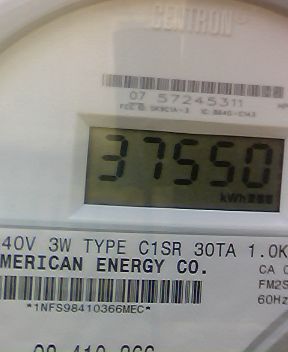 CENTRON®
07 57245311
37550
kWh
40V 3W TYPE C1SR 30TA 1.0K
MERICAN ENERGY CO.
CA 0
FM2S
60Hz
*1NFS98410366MEC*